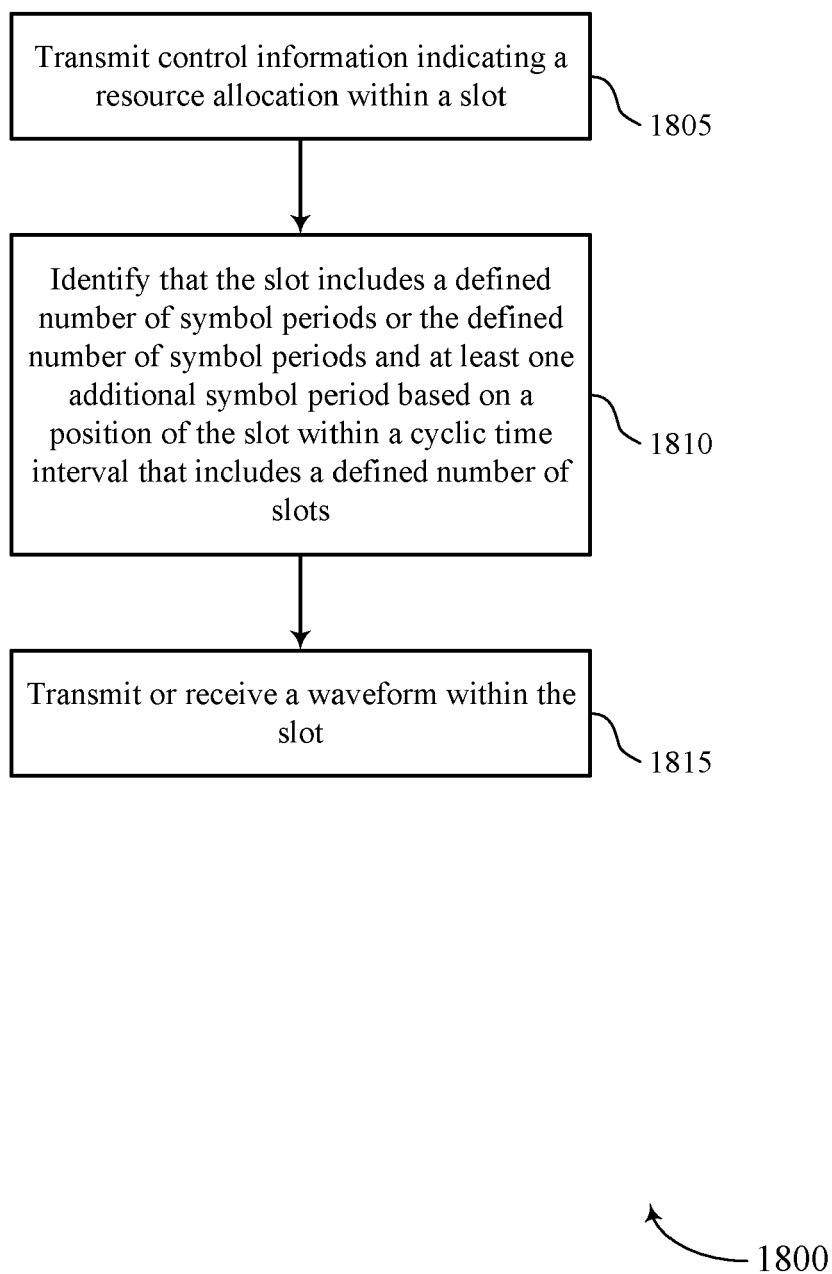 Transmit control information indicating a
resource allocation within a slot
1805
Identify that the slot includes a defined
number of symbol periods or the defined
number of symbol periods and at least one
additional symbol period based on a
position of the slot within a cyclic time
interval that includes a defined number of
slots
1810
Transmit or receive a waveform within the
slot
1815
1800